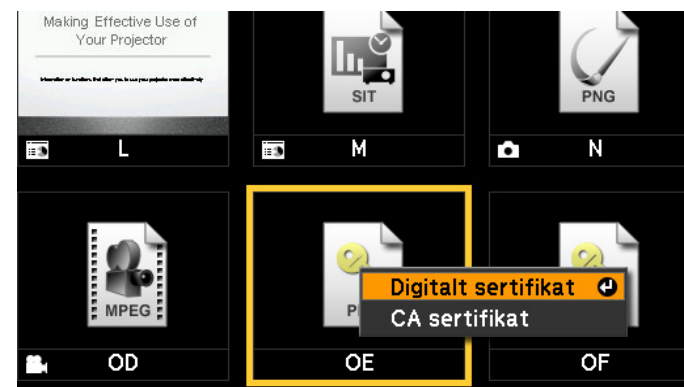 Making Effective Use of
Your Projector
SIT
PNG
L
M
N
MPEG
Digitalt sertifikat
CA sertifikat
OD
OE
OF